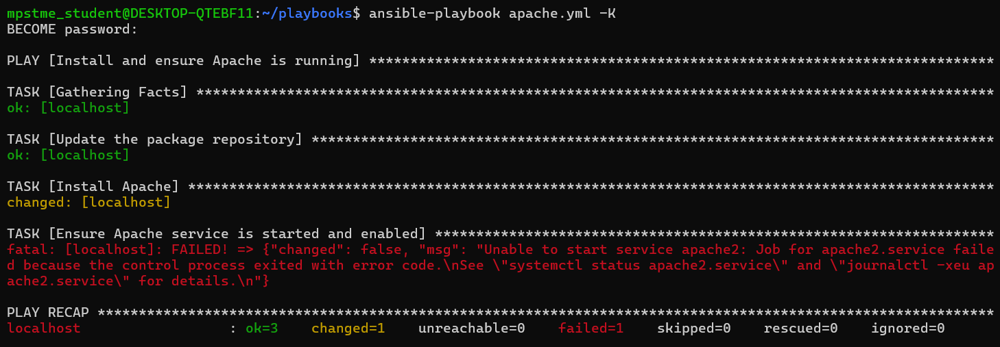 mpstme_student@DESKTOP-QTEBF11:~/playbooks$ ansible-playbook apache.yml -K
BECOME password:
PLAY [Install and ensure Apache is running] ****************************************************************************
TASK [Gathering Facts] *************************************************************************************************
ok: [localhost]
TASK [Update the package repository] ***********************************************************************************
ok: [localhost]
TASK [Install Apache] **************************************************************************************************
changed: [localhost]
TASK [Ensure Apache service is started and enabled] ********************************************************************
fatal: [localhost]: FAILED! => {"changed": false, "msg": "Unable to start service apache2: Job for apache2.service faile
d because the control process exited with error code.\nSee \"systemctl status apache2.service\" and \"journalctl -xeu ap
ache2.service\" for details.\n"}
PLAY RECAP *************************************************************************************************************
localhost                  : ok=3    changed=1    unreachable=0    failed=1    skipped=0    rescued=0    ignored=0